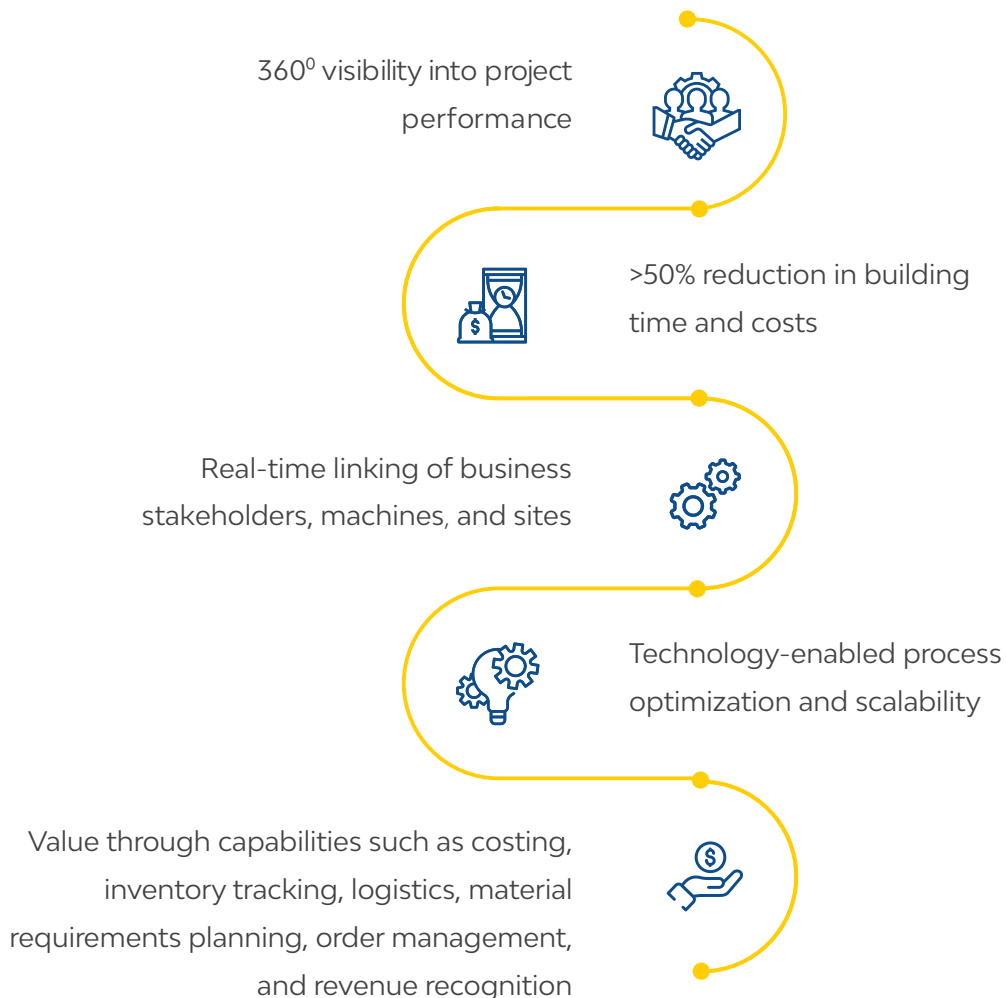 360⁰ visibility into project
performance
$
>50% reduction in building
time and costs
Real-time linking of business
stakeholders, machines, and sites
Technology-enabled process
optimization and scalability
Value through capabilities such as costing,
$
inventory tracking, logistics, material
requirements planning, order management,
and revenue recognition